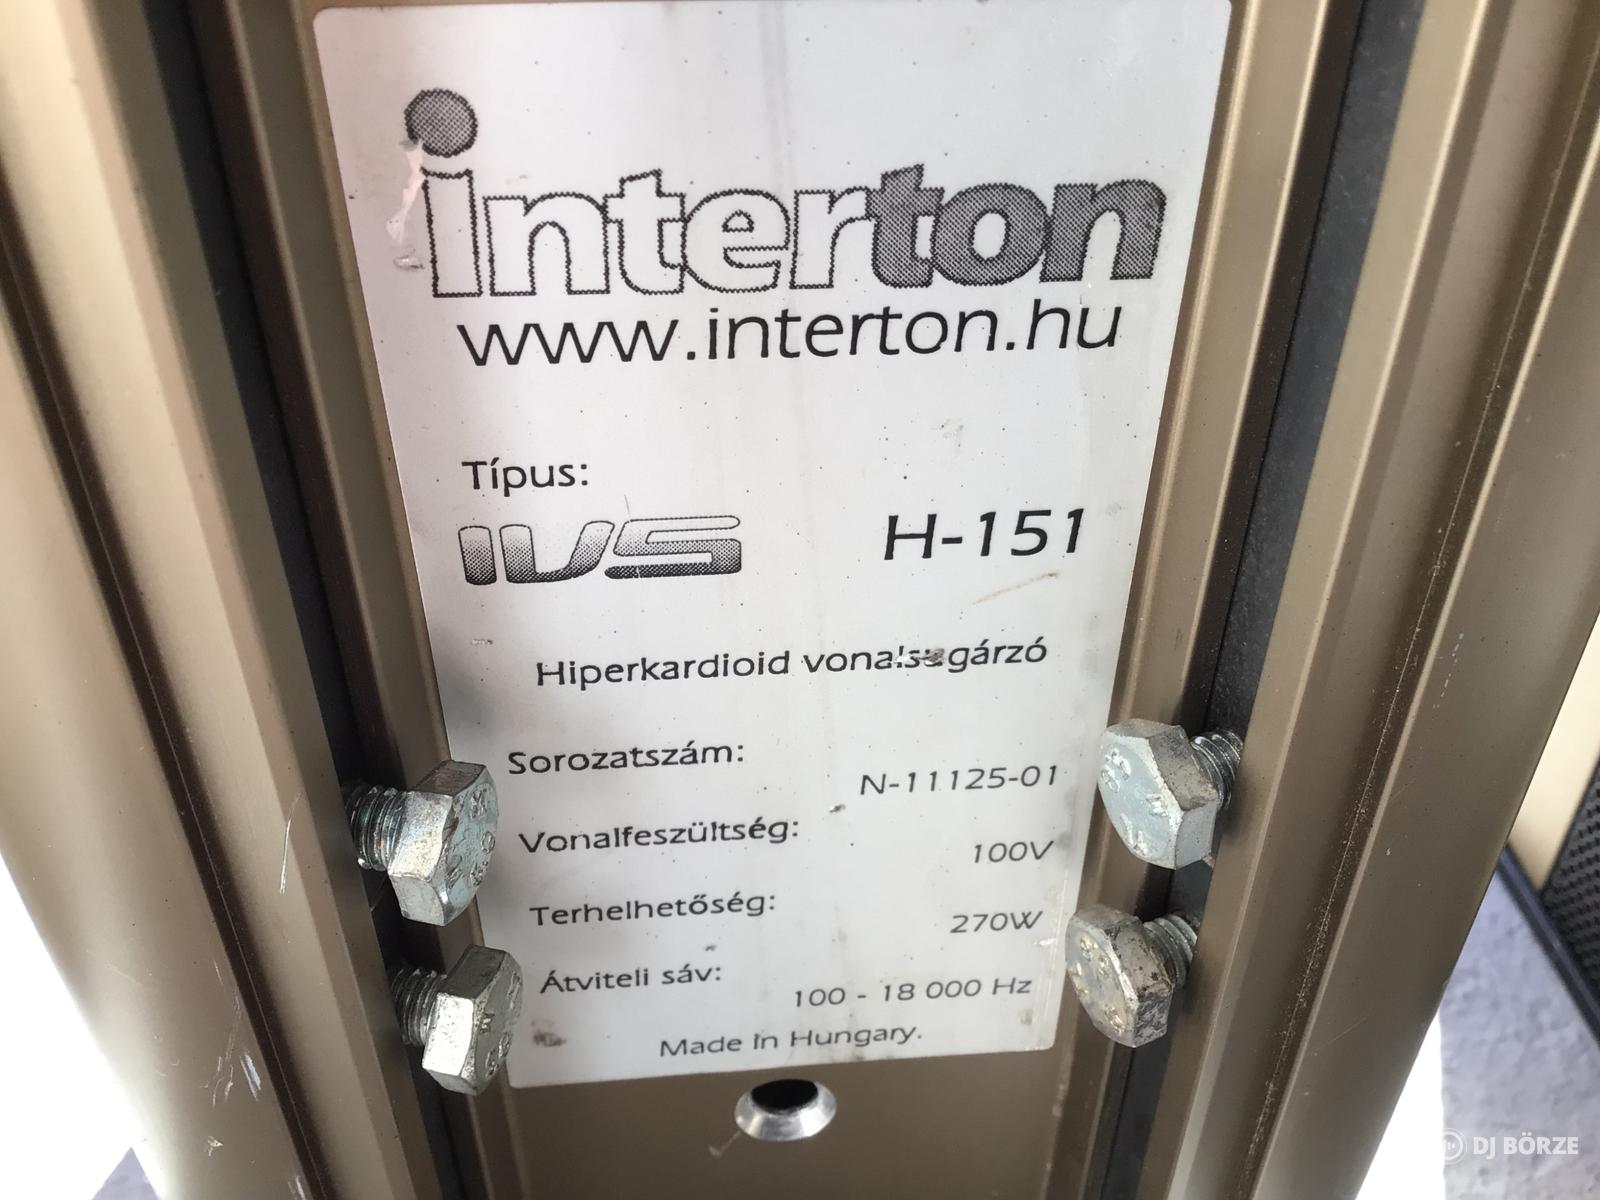 interton
www.interton.hu
Típus:
IVS H-151
Hiperkardioid vonalsugárzó
Sorozatszám:
N-11125-01
Vonalfeszültség:
100V
Terhelhetőség:
270W
Átviteli sáv:
100 - 18 000 Hz
Made in Hungary.
DJ BÖRZE